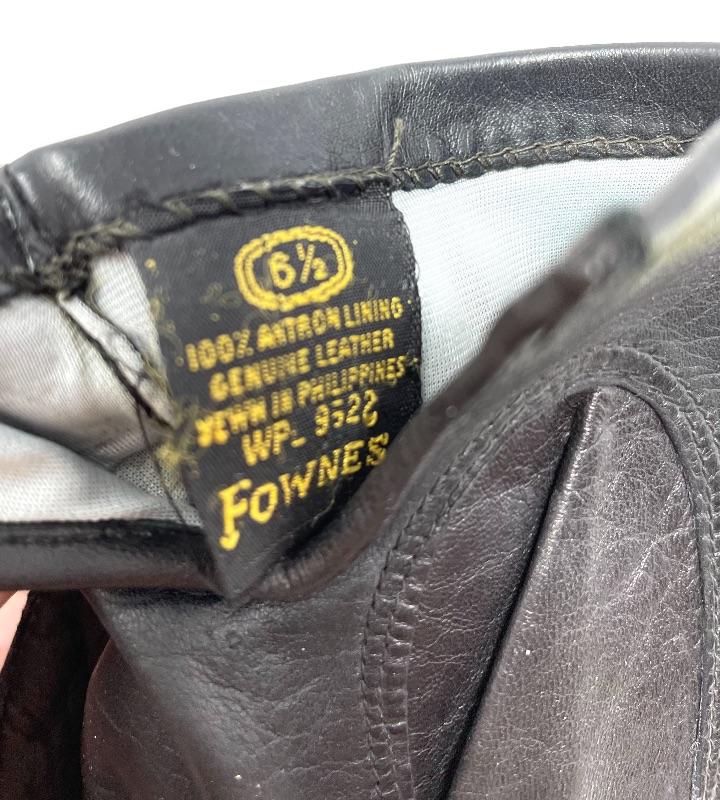 6½
100% ANTRON LINING
GENUINE LEATHER
SEWN IN PHILIPPINES
WP- 9522
FOWNES